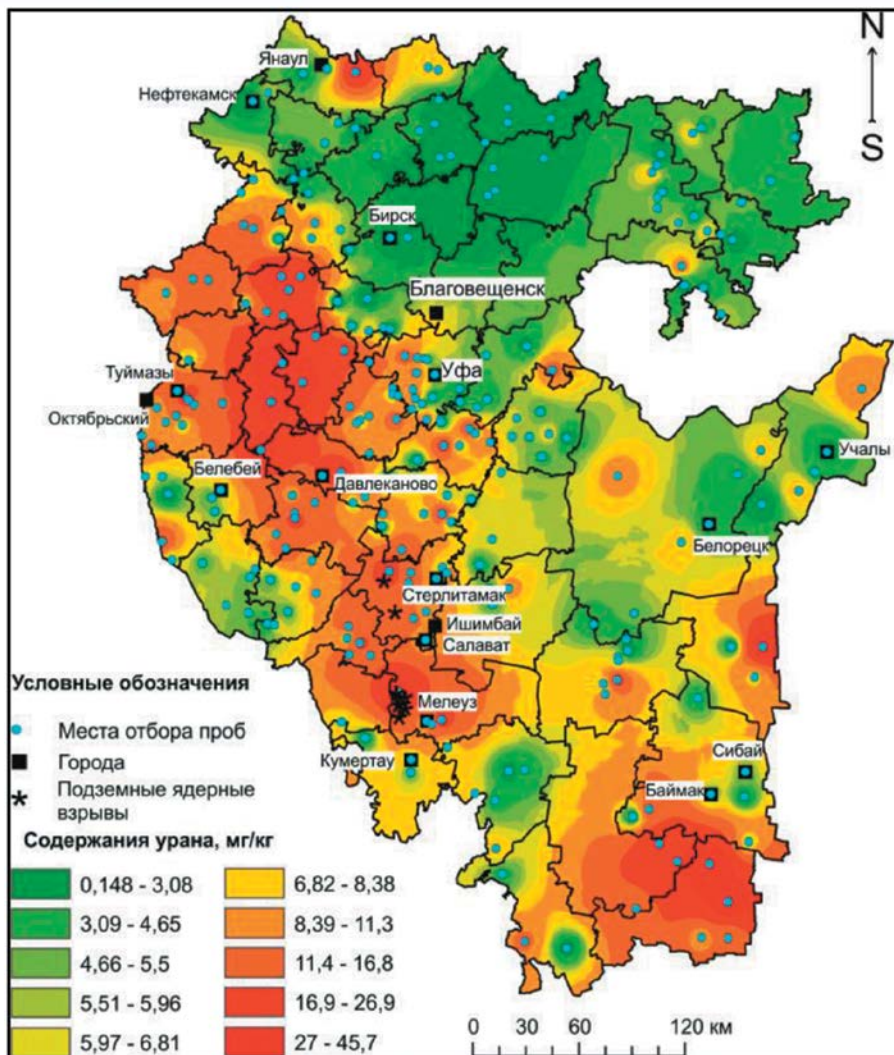 N
S
Янаул
Нефтекамск
Бирск
Благовещенск
Туймазы
Уфа
Октябрьский
Белебей
Давлеканово
Учалы
Белорецк
Стерлитамак
Ишимбай
Салават
Мелеуз
Кумертау
Сибай
Баймак
Условные обозначения
Места отбора проб
Города
Подземные ядерные
взрывы
Содержания урана, мг/кг
0,148 - 3,08
3,09 - 4,65
4,66 - 5,5
5,51 - 5,96
5,97 - 6,81
6,82 - 8,38
8,39 - 11,3
11,4 - 16,8
16,9 - 26,9
27 - 45,7
0 30 60 120 км